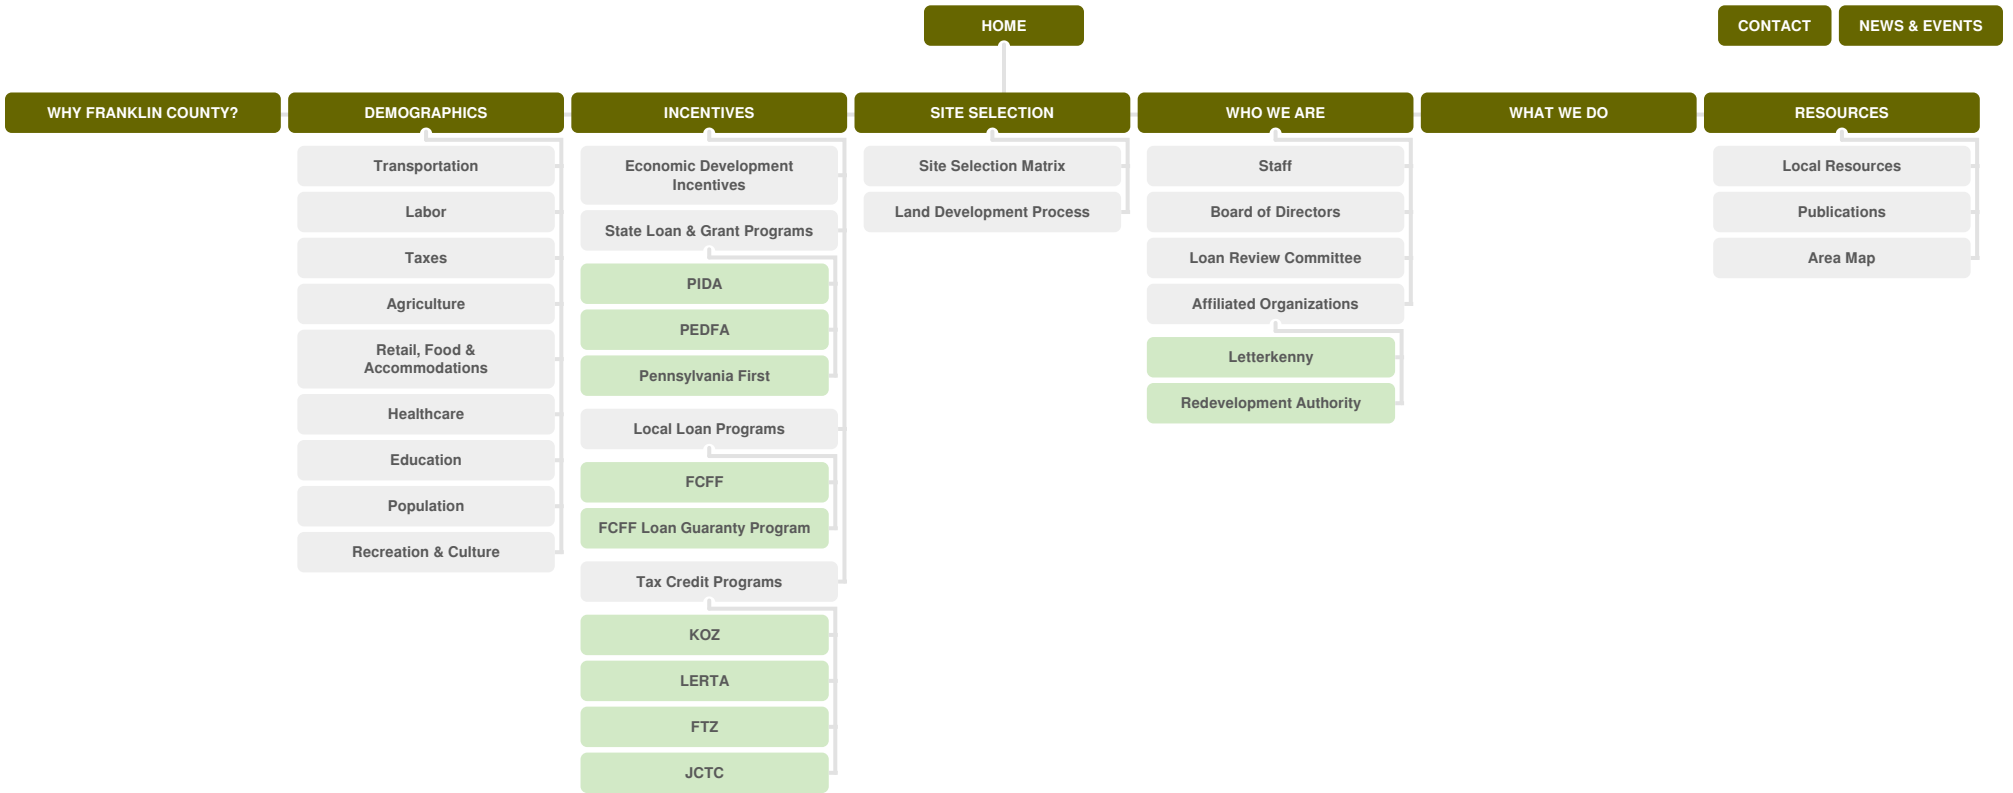 HOME
CONTACT
NEWS & EVENTS
WHY FRANKLIN COUNTY?
DEMOGRAPHICS
Transportation
Labor
Taxes
Agriculture
Retail, Food &
Accommodations
Healthcare
Education
Population
Recreation & Culture
INCENTIVES
Economic Development
Incentives
State Loan & Grant Programs
PIDA
PEDFA
Pennsylvania First
Local Loan Programs
FCFF
FCFF Loan Guaranty Program
Tax Credit Programs
KOZ
LERTA
FTZ
JCTC
SITE SELECTION
Site Selection Matrix
Land Development Process
WHO WE ARE
Staff
Board of Directors
Loan Review Committee
Affiliated Organizations
Letterkenny
Redevelopment Authority
WHAT WE DO
RESOURCES
Local Resources
Publications
Area Map